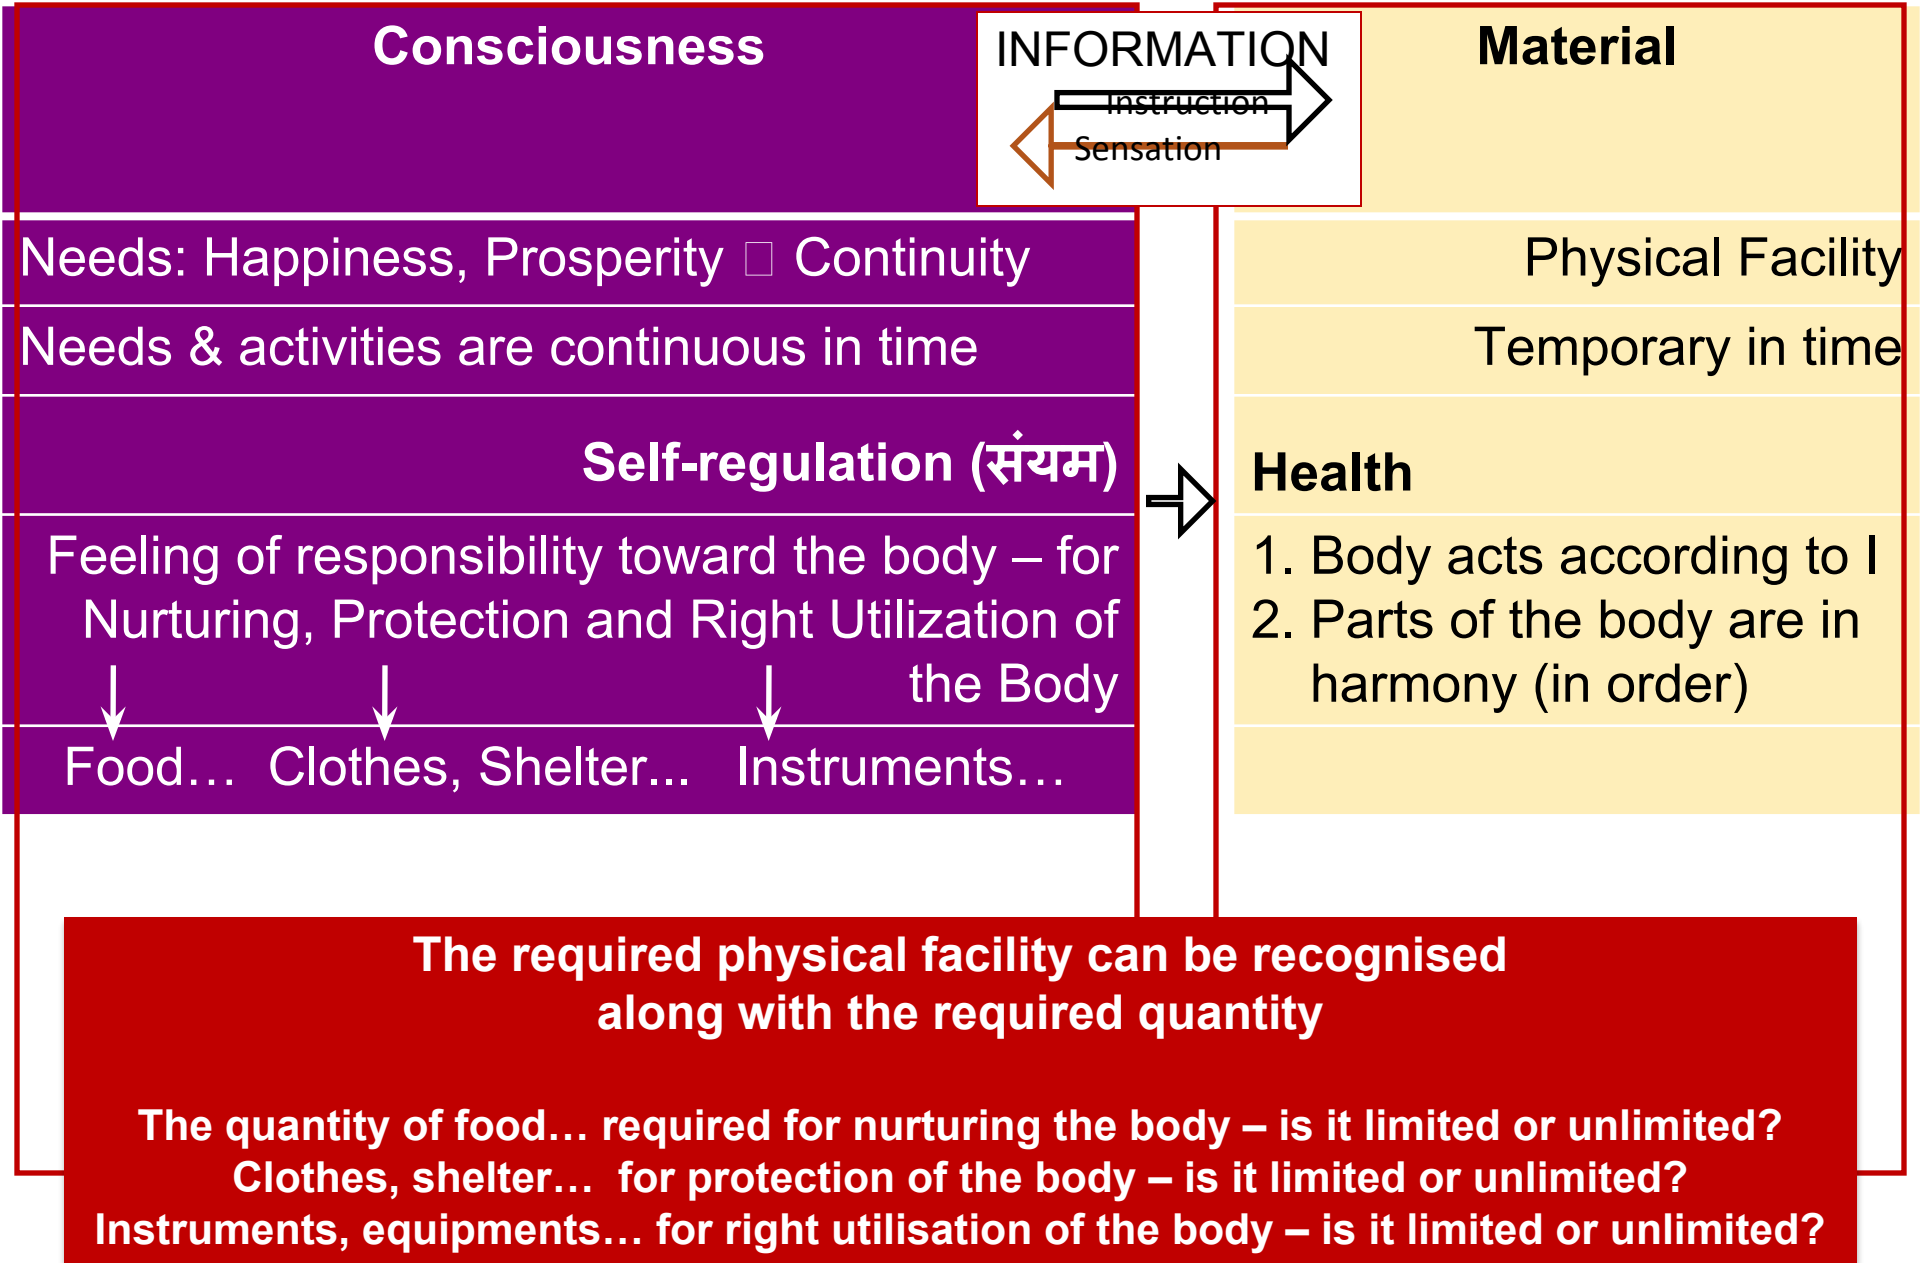 Consciousness
INFORMATION
Instruction
Sensation
Material
Needs: Happiness, Prosperity □ Continuity
Physical Facility
Needs & activities are continuous in time
Temporary in time
Self-regulation (संयम)
Health
Feeling of responsibility toward the body – for
Nurturing, Protection and Right Utilization of
the Body
1. Body acts according to I
2. Parts of the body are in
harmony (in order)
Food… Clothes, Shelter... Instruments…
The required physical facility can be recognised
along with the required quantity
The quantity of food… required for nurturing the body – is it limited or unlimited?
Clothes, shelter… for protection of the body – is it limited or unlimited?
Instruments, equipments… for right utilisation of the body – is it limited or unlimited?